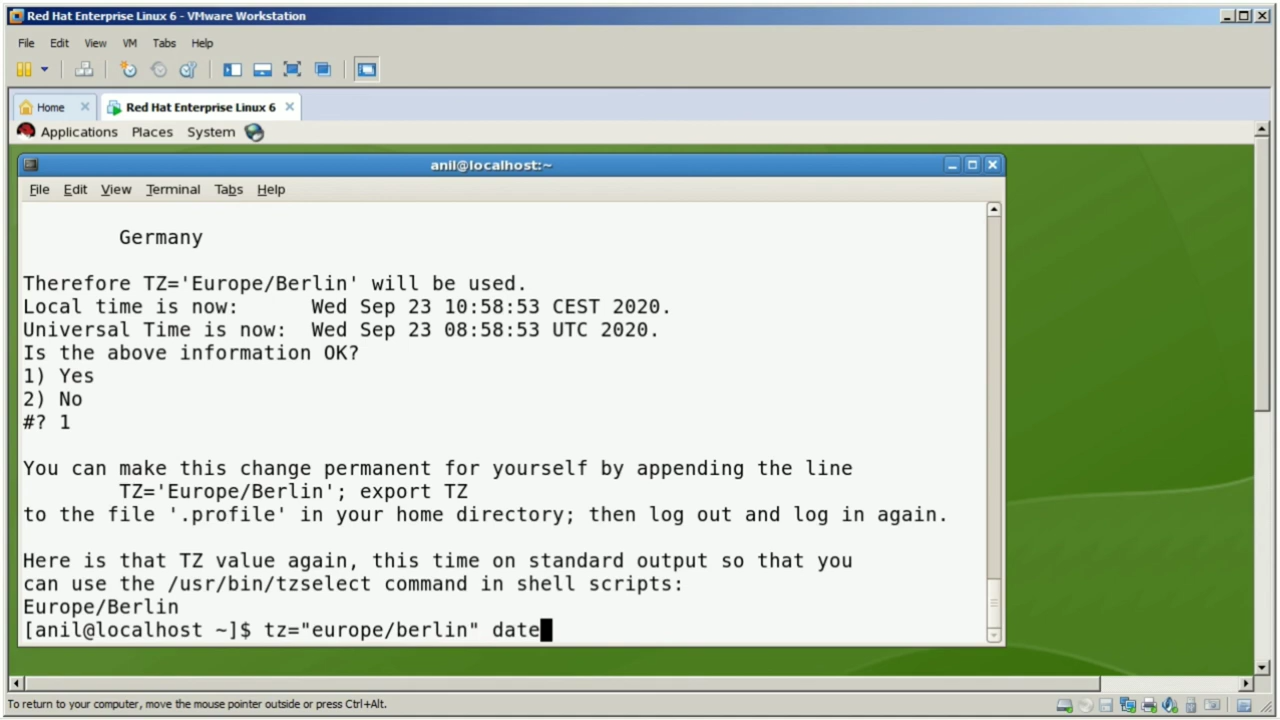 Red Hat Enterprise Linux 6 - VMware Workstation
File Edit View VM Tabs Help
Home Red Hat Enterprise Linux 6
Applications Places System
anil@localhost:~
File Edit View Terminal Tabs Help
Germany
Therefore TZ='Europe/Berlin' will be used.
Local time is now: Wed Sep 23 10:58:53 CEST 2020.
Universal Time is now: Wed Sep 23 08:58:53 UTC 2020.
Is the above information OK?
1) Yes
2) No
#? 1
You can make this change permanent for yourself by appending the line
TZ='Europe/Berlin'; export TZ
to the file '.profile' in your home directory; then log out and log in again.
Here is that TZ value again, this time on standard output so that you
can use the /usr/bin/tzselect command in shell scripts:
Europe/Berlin
[anil@localhost ~]$ tz="europe/berlin" date
To return to your computer, move the mouse pointer outside or press Ctrl+Alt.